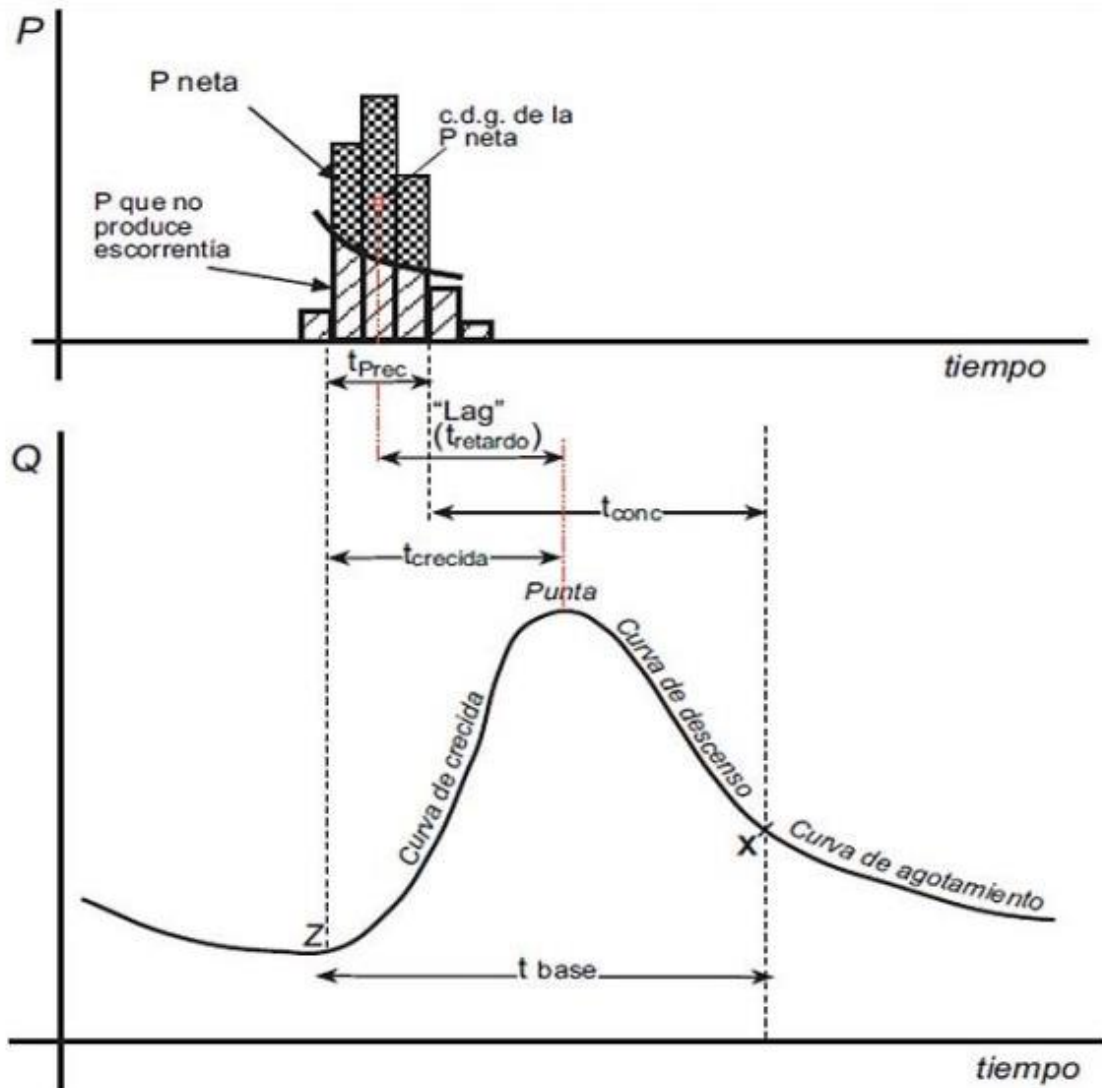 P
P neta
c.d.g. de la
P neta
P que no
produce
escorrentía
tiempo
tPrec
"Lag"
(tretardo)
Q
tconc
tcrecida
Punta
Curva de crecida
Curva de descenso
X
Curva de agotamiento
Z
t base
tiempo